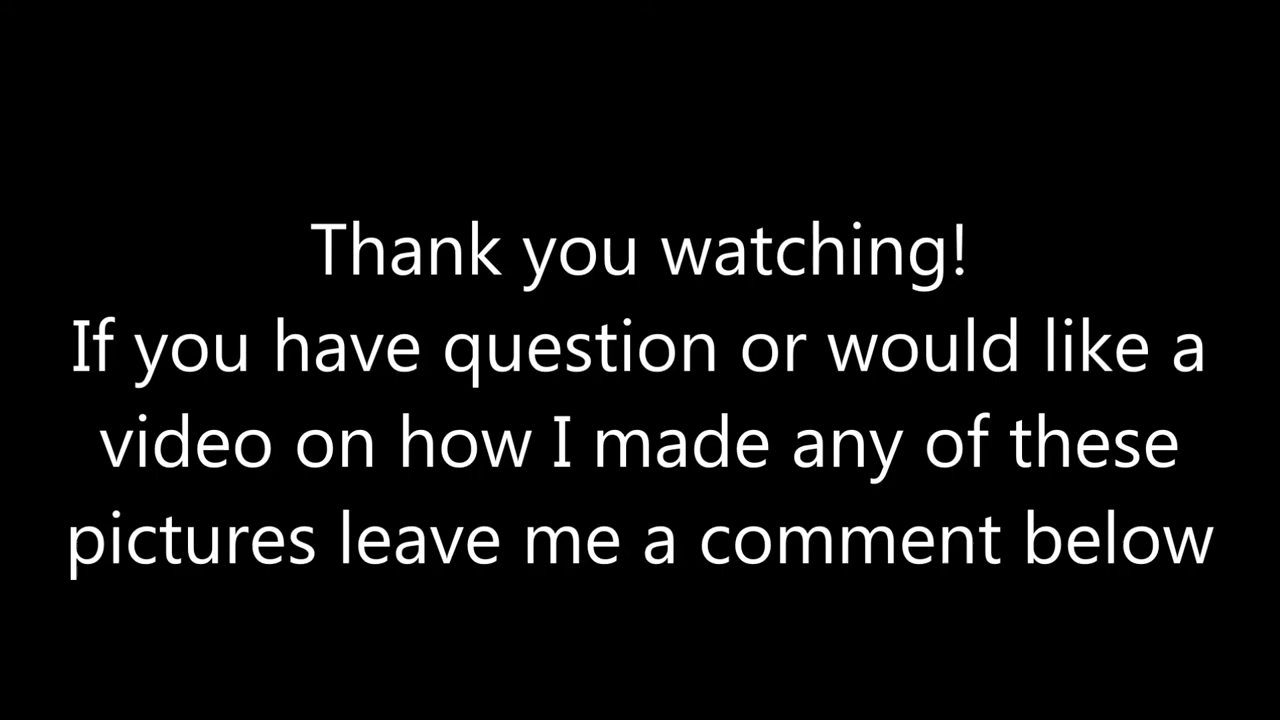 Thank you watching!
If you have question or would like a
video on how I made any of these
pictures leave me a comment below